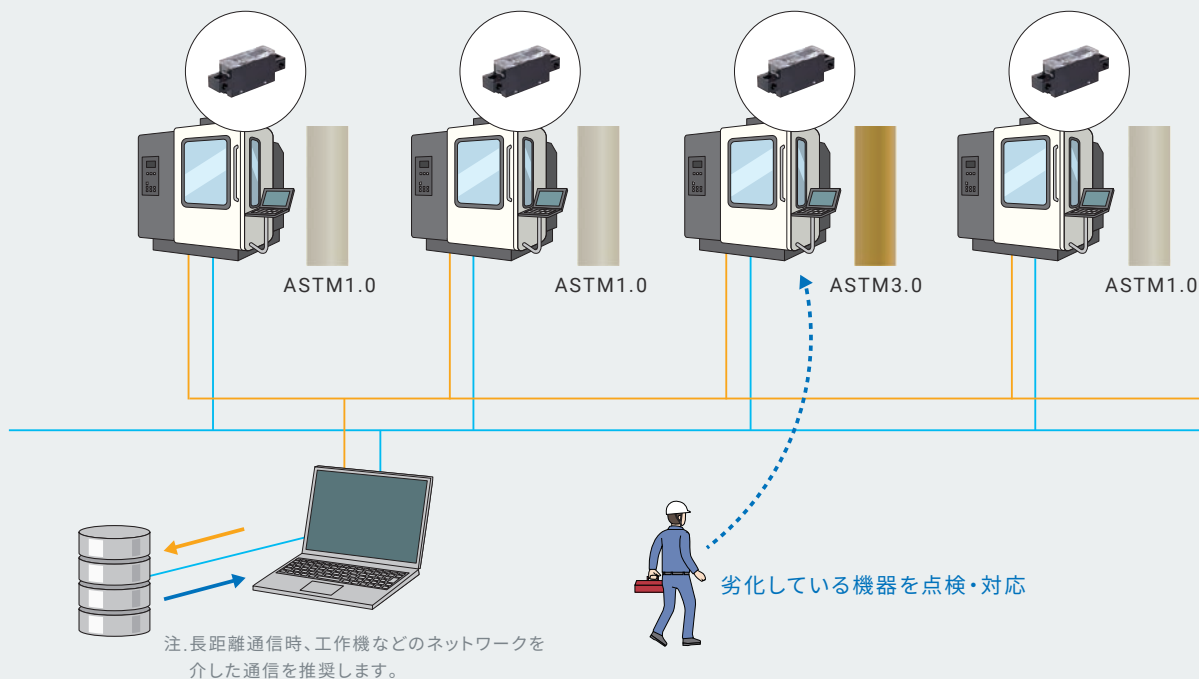 ASTM1.0
ASTM1.0
ASTM3.0
ASTM1.0
劣化している機器を点検・対応
注.長距離通信時、工作機などのネットワークを
介した通信を推奨します。